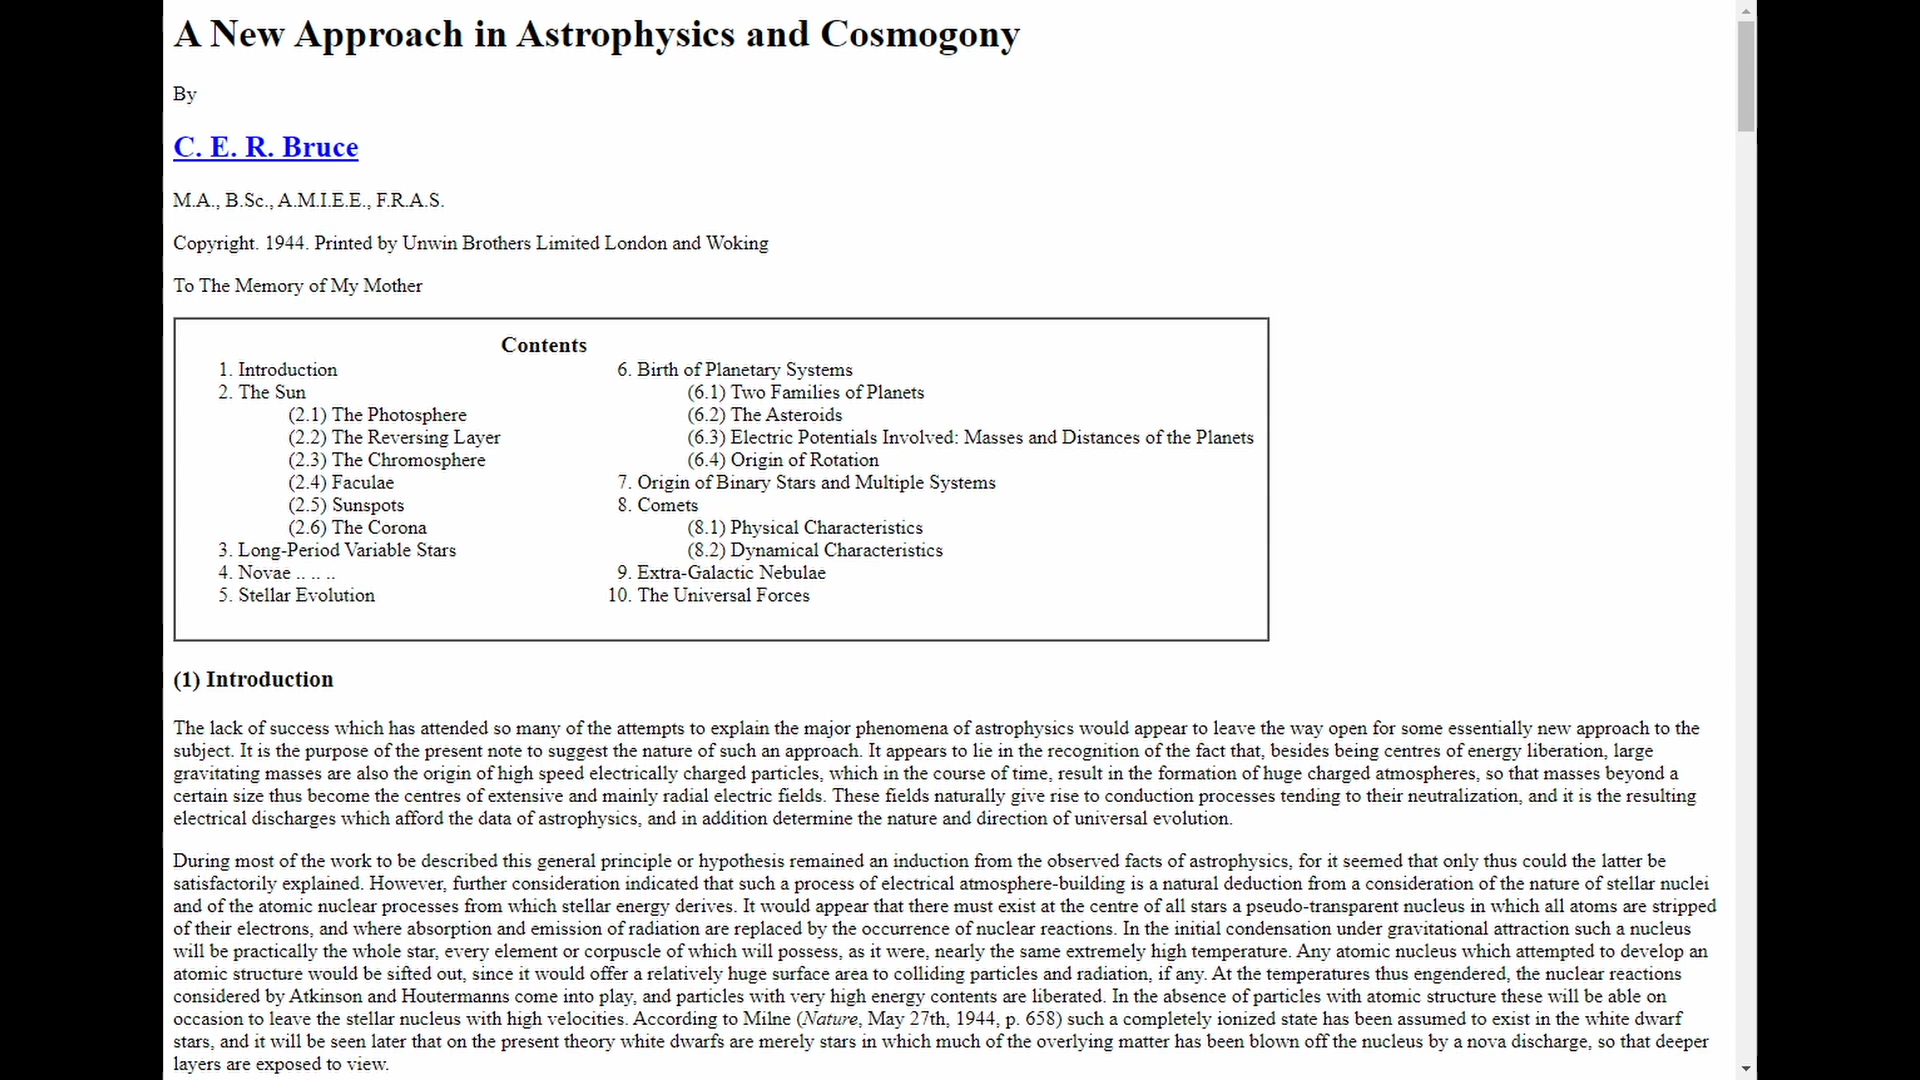 A New Approach in Astrophysics and Cosmogony
By
C. E. R. Bruce
M.A., B.Sc., A.M.I.E.E., F.R.A.S.
Copyright. 1944. Printed by Unwin Brothers Limited London and Woking
To The Memory of My Mother
Contents
1. Introduction
2. The Sun
(2.1) The Photosphere
(2.2) The Reversing Layer
(2.3) The Chromosphere
(2.4) Faculae
(2.5) Sunspots
(2.6) The Corona
3. Long-Period Variable Stars
4. Novae .. .. ..
5. Stellar Evolution
6. Birth of Planetary Systems
(6.1) Two Families of Planets
(6.2) The Asteroids
(6.3) Electric Potentials Involved: Masses and Distances of the Planets
(6.4) Origin of Rotation
7. Origin of Binary Stars and Multiple Systems
8. Comets
(8.1) Physical Characteristics
(8.2) Dynamical Characteristics
9. Extra-Galactic Nebulae
10. The Universal Forces
(1) Introduction
The lack of success which has attended so many of the attempts to explain the major phenomena of astrophysics would appear to leave the way open for some essentially new approach to the
subject. It is the purpose of the present note to suggest the nature of such an approach. It appears to lie in the recognition of the fact that, besides being centres of energy liberation, large
gravitating masses are also the origin of high speed electrically charged particles, which in the course of time, result in the formation of huge charged atmospheres, so that masses beyond a
certain size thus become the centres of extensive and mainly radial electric fields. These fields naturally give rise to conduction processes tending to their neutralization, and it is the resulting
electrical discharges which afford the data of astrophysics, and in addition determine the nature and direction of universal evolution.
During most of the work to be described this general principle or hypothesis remained an induction from the observed facts of astrophysics, for it seemed that only thus could the latter be
satisfactorily explained. However, further consideration indicated that such a process of electrical atmosphere-building is a natural deduction from a consideration of the nature of stellar nuclei
and of the atomic nuclear processes from which stellar energy derives. It would appear that there must exist at the centre of all stars a pseudo-transparent nucleus in which all atoms are stripped
of their electrons, and where absorption and emission of radiation are replaced by the occurrence of nuclear reactions. In the initial condensation under gravitational attraction such a nucleus
will be practically the whole star, every element or corpuscle of which will possess, as it were, nearly the same extremely high temperature. Any atomic nucleus which attempted to develop an
atomic structure would be sifted out, since it would offer a relatively huge surface area to colliding particles and radiation, if any. At the temperatures thus engendered, the nuclear reactions
considered by Atkinson and Houtermanns come into play, and particles with very high energy contents are liberated. In the absence of particles with atomic structure these will be able on
occasion to leave the stellar nucleus with high velocities. According to Milne (Nature, May 27th, 1944, p. 658) such a completely ionized state has been assumed to exist in the white dwarf
stars, and it will be seen later that on the present theory white dwarfs are merely stars in which much of the overlying matter has been blown off the nucleus by a nova discharge, so that deeper
layers are exposed to view.